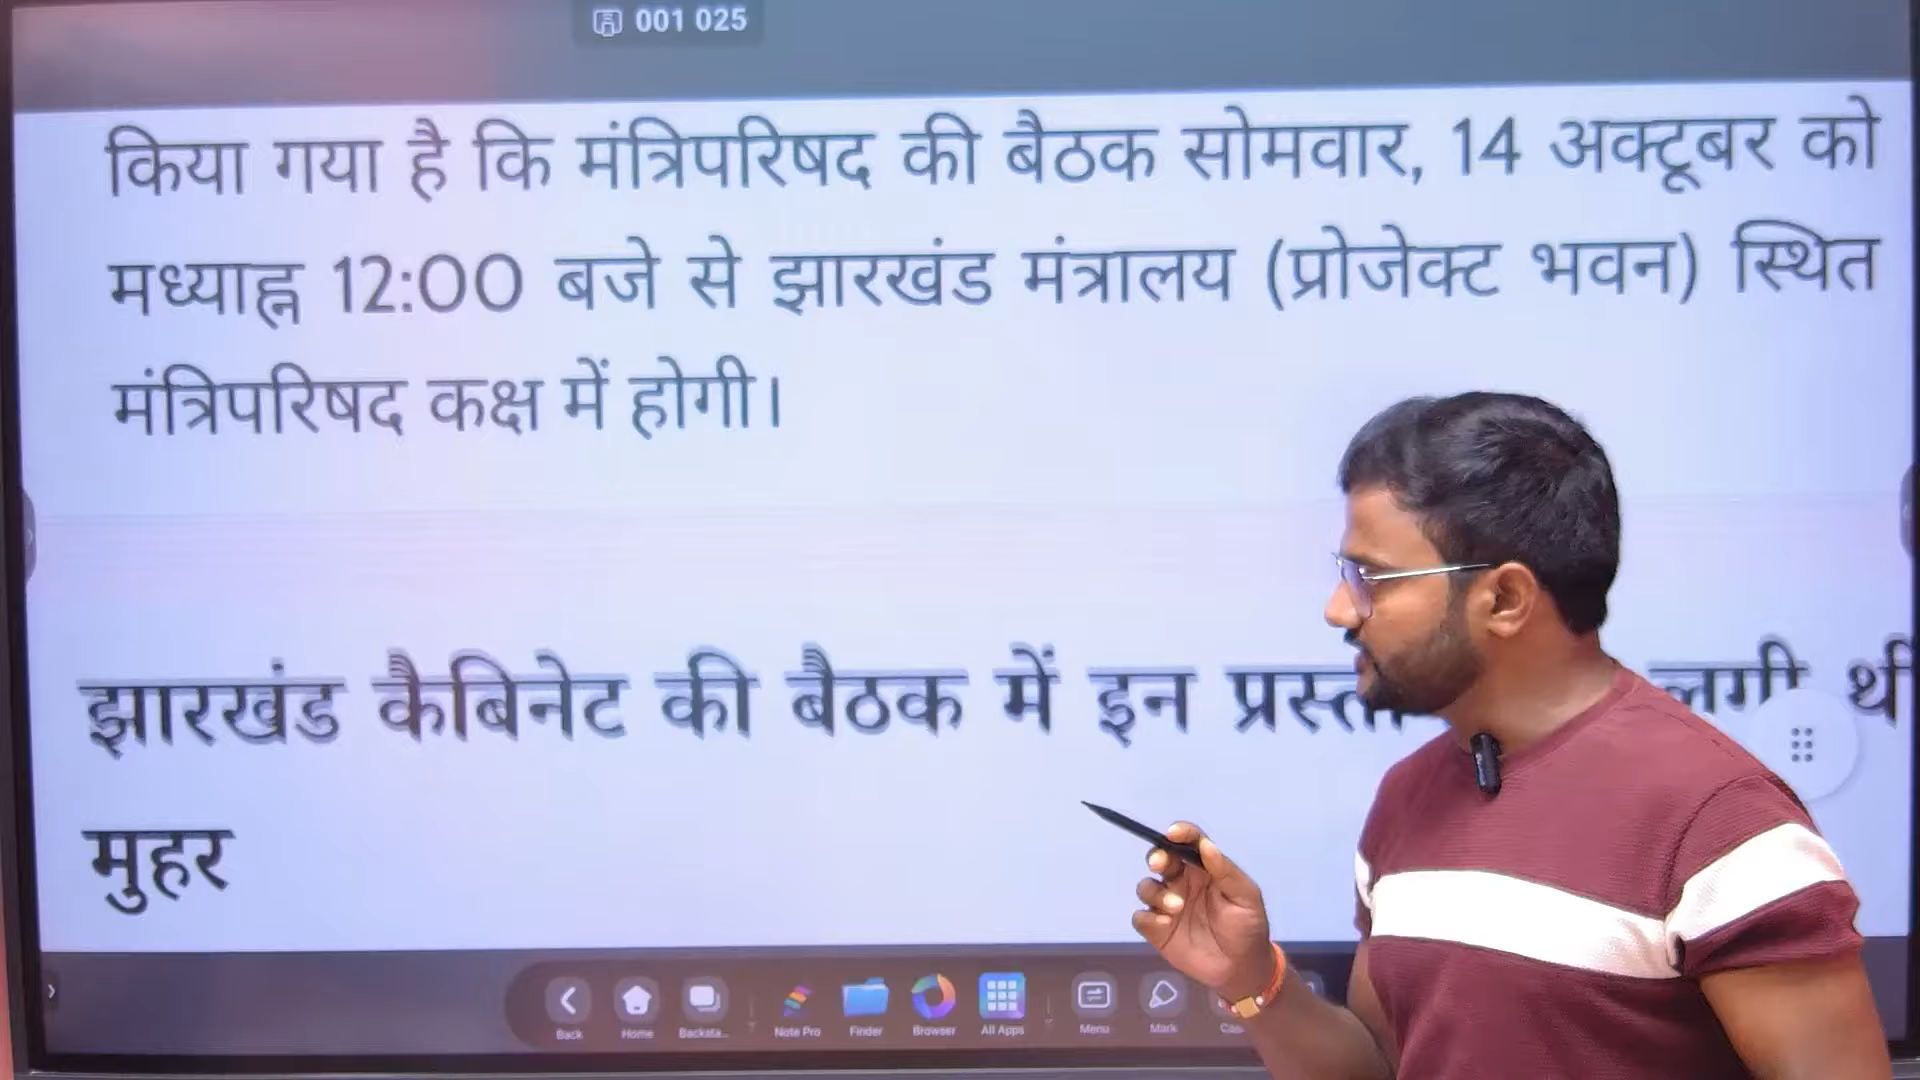 001 025
किया गया है कि मंत्रिपरिषद की बैठक सोमवार, 14 अक्टूबर को
मध्याह्न 12:00 बजे से झारखंड मंत्रालय (प्रोजेक्ट भवन) स्थित
मंत्रिपरिषद कक्ष में होगी।
झारखंड कैबिनेट की बैठक में इन लगी थी
मुहर
Back Home Note Pro Finder Browser All Apps Menu Mark